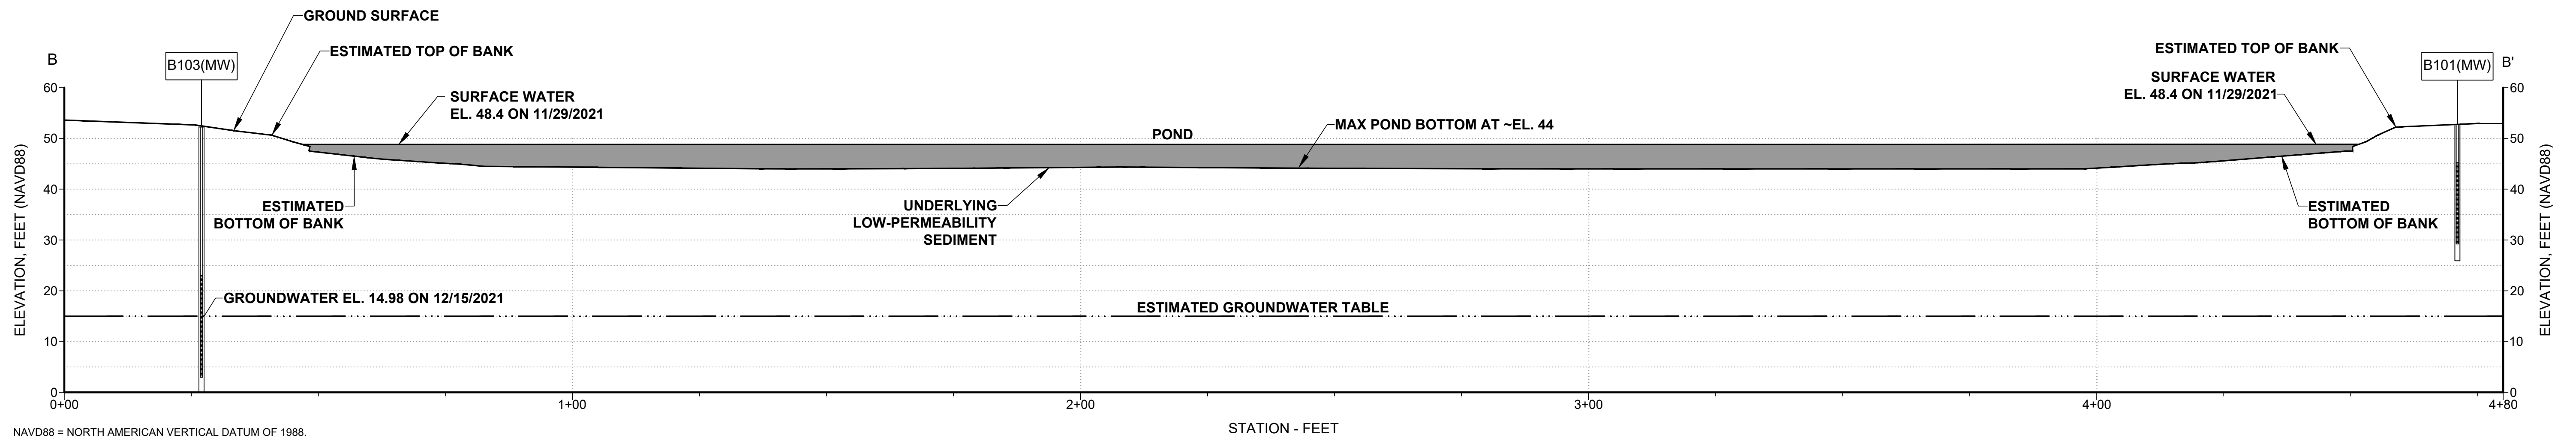 GROUND SURFACE
ESTIMATED TOP OF BANK
ESTIMATED TOP OF BANK
B
B103(MW)
B101(MW)
B'
SURFACE WATER
EL. 48.4 ON 11/29/2021
SURFACE WATER
EL. 48.4 ON 11/29/2021
POND
MAX POND BOTTOM AT ~EL. 44
ESTIMATED
BOTTOM OF BANK
UNDERLYING
LOW-PERMEABILITY
SEDIMENT
ESTIMATED
BOTTOM OF BANK
GROUNDWATER EL. 14.98 ON 12/15/2021
ESTIMATED GROUNDWATER TABLE
ELEVATION, FEET (NAVD88)
60
50
40
30
20
10
0
60
50
40
30
20
10
0
ELEVATION, FEET (NAVD88)
0+00
1+00
2+00
3+00
4+00
4+80
STATION - FEET
NAVD88 = NORTH AMERICAN VERTICAL DATUM OF 1988.